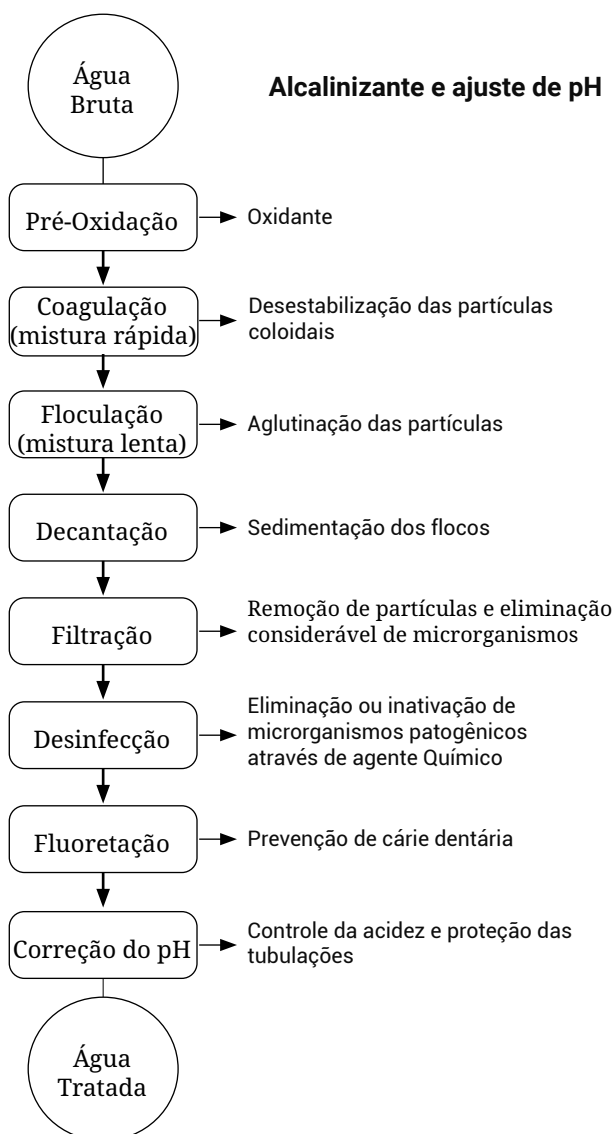 Água
Bruta
Alcalinizante e ajuste de pH
Pré-Oxidação
Oxidante
Coagulação
(mistura rápida)
Desestabilização das partículas
coloidais
Floculação
(mistura lenta)
Aglutinação das partículas
Decantação
Sedimentação dos flocos
Filtração
Remoção de partículas e eliminação
considerável de microrganismos
Desinfecção
Eliminação ou inativação de
microrganismos patogênicos
através de agente Químico
Fluoretação
Prevenção de cárie dentária
Correção do pH
Controle da acidez e proteção das
tubulações
Água
Tratada